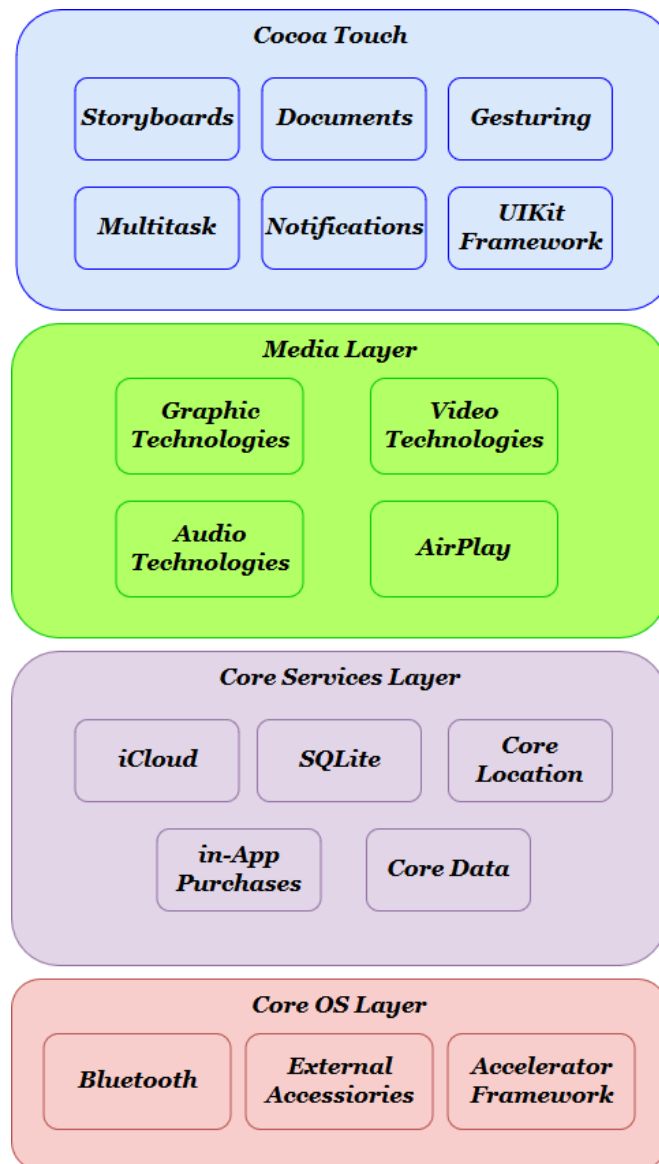 Cocoa Touch
Storyboards
Documents
Gesturing
Multitask
Notifications
UIKit
Framework
Media Layer
Graphic
Technologies
Video
Technologies
Audio
Technologies
AirPlay
Core Services Layer
iCloud
SQLite
Core
Location
in-App
Purchases
Core Data
Core OS Layer
Bluetooth
External
Accessiories
Accelerator
Framework